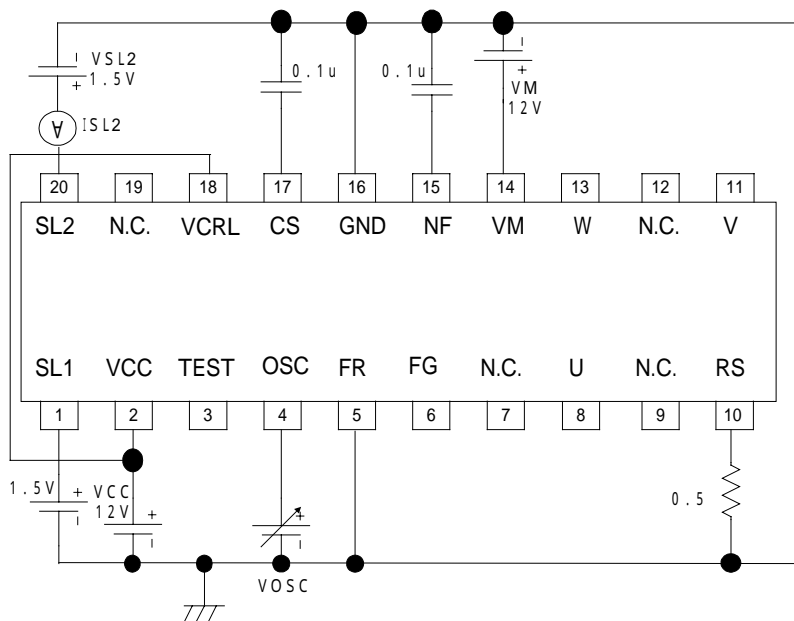 VSL2
1.5V
0.1u
0.1u
VM
12V
A
ISL2
20 19 18 17 16 15 14 13 12 11
SL2 N.C. VCRL CS GND NF VM W N.C. V
SL1 VCC TEST OSC FR FG N.C. U N.C. RS
1 2 3 4 5 6 7 8 9 10
1.5V
VCC
12V
0.5
VOSC